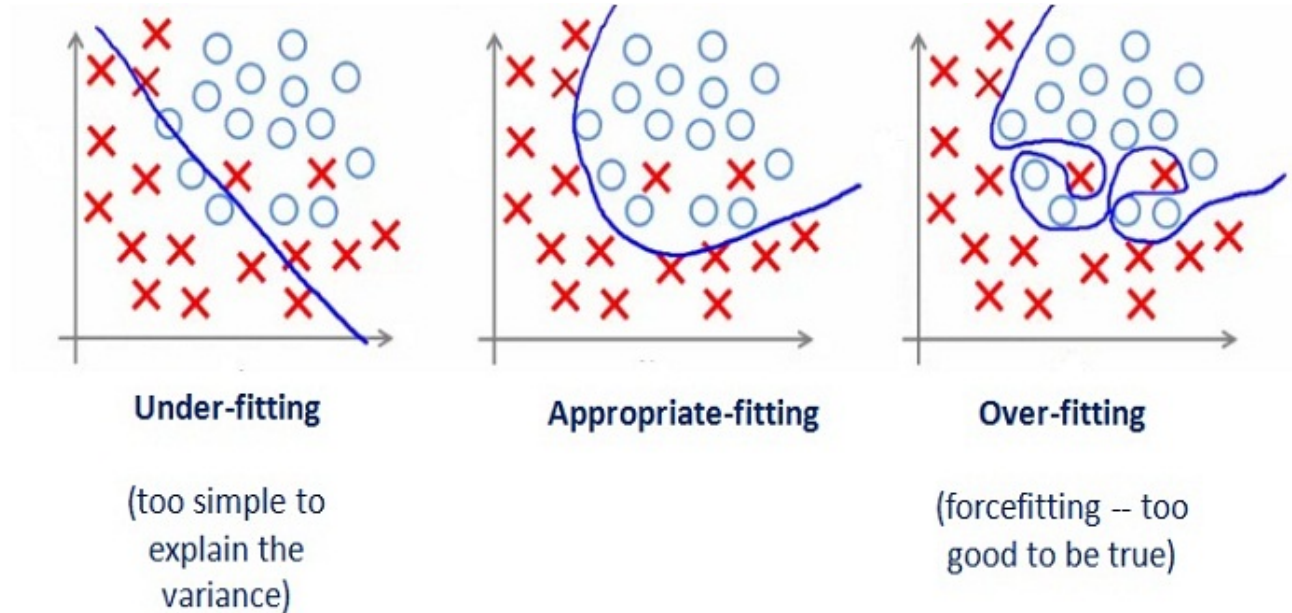 Under-fitting
Appropriate-fitting
Over-fitting
(too simple to
explain the
variance)
(forcefitting -- too
good to be true)